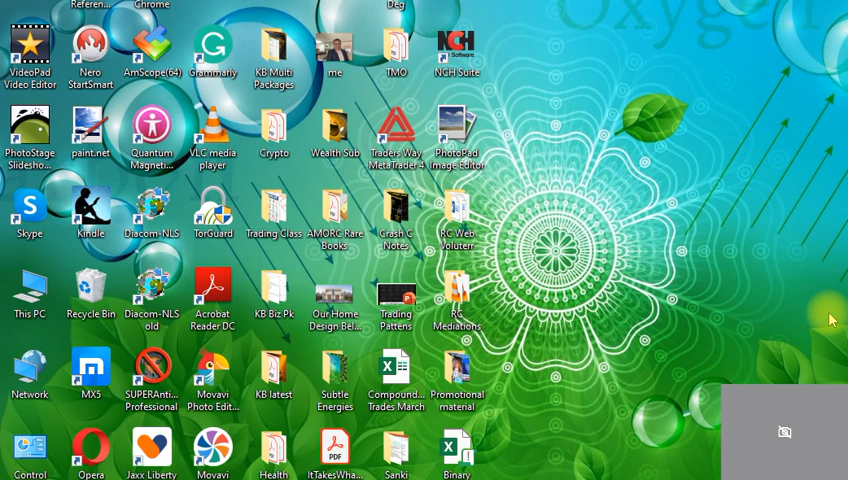 Oxygen
Referen...
Chrome
Deg
VideoPad
Video Editor
Nero
StartSmart
AmScope(64)
Grammarly
KB Multi
Packages
me
TMO
NCH Suite
NCH
Software
PhotoStage
Slidesho...
paint.net
Quantum
Magneti...
VLC media
player
Crypto
Wealth Sub
Traders Way
MetaTrader 4
PhotoPad
Image Editor
Skype
Kindle
Diacom-NLS
TorGuard
Trading Class
AMORC Rare
Books
Crash C
Notes
RC Web
Voluterr
This PC
Recycle Bin
Diacom-NLS
old
Acrobat
Reader DC
KB Biz Pk
Our Home
Design Bel...
Trading
Pattens
RC
Mediations
Network
MX5
SUPERAnti...
Professional
Movavi
Photo Edit...
KB latest
Subtle
Energies
Compound...
Trades March
Promotional
material
Control
Opera
Jaxx Liberty
Movavi
Health
PDF
ItTakesWha...
Sanki
Binary